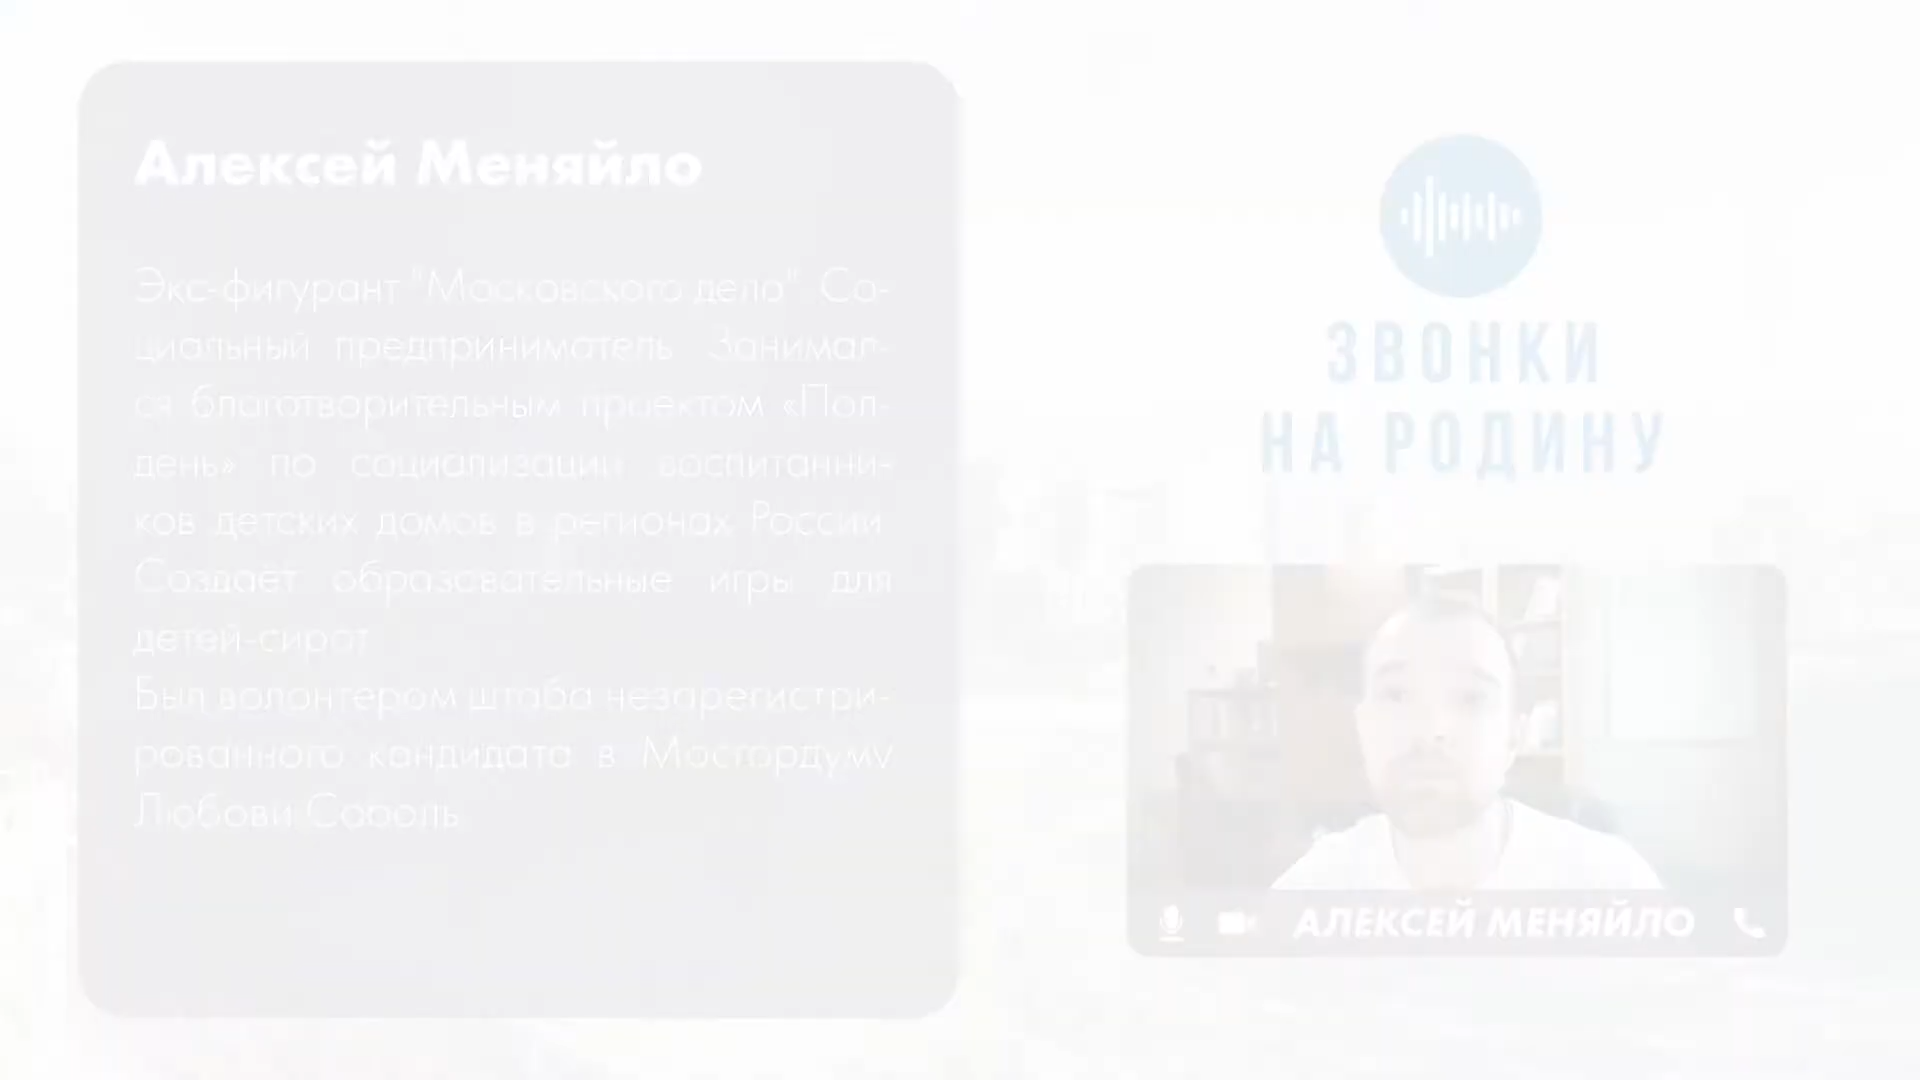 Алексей Меняйло
Экс-фигурант "Московского дела". Со-
циальный предприниматель. Занимал-
ся благотворительным проектом «Пол-
день» по социализации воспитанни-
ков детских домов в регионах России.
Создаёт образовательные игры для
детей-сирот.
Был волонтером штаба незарегистри-
рованного кандидата в Мосгордуму
Любови Соболь.
ЗВОНКИ
НА РОДИНУ
АЛЕКСЕЙ МЕНЯЙЛО